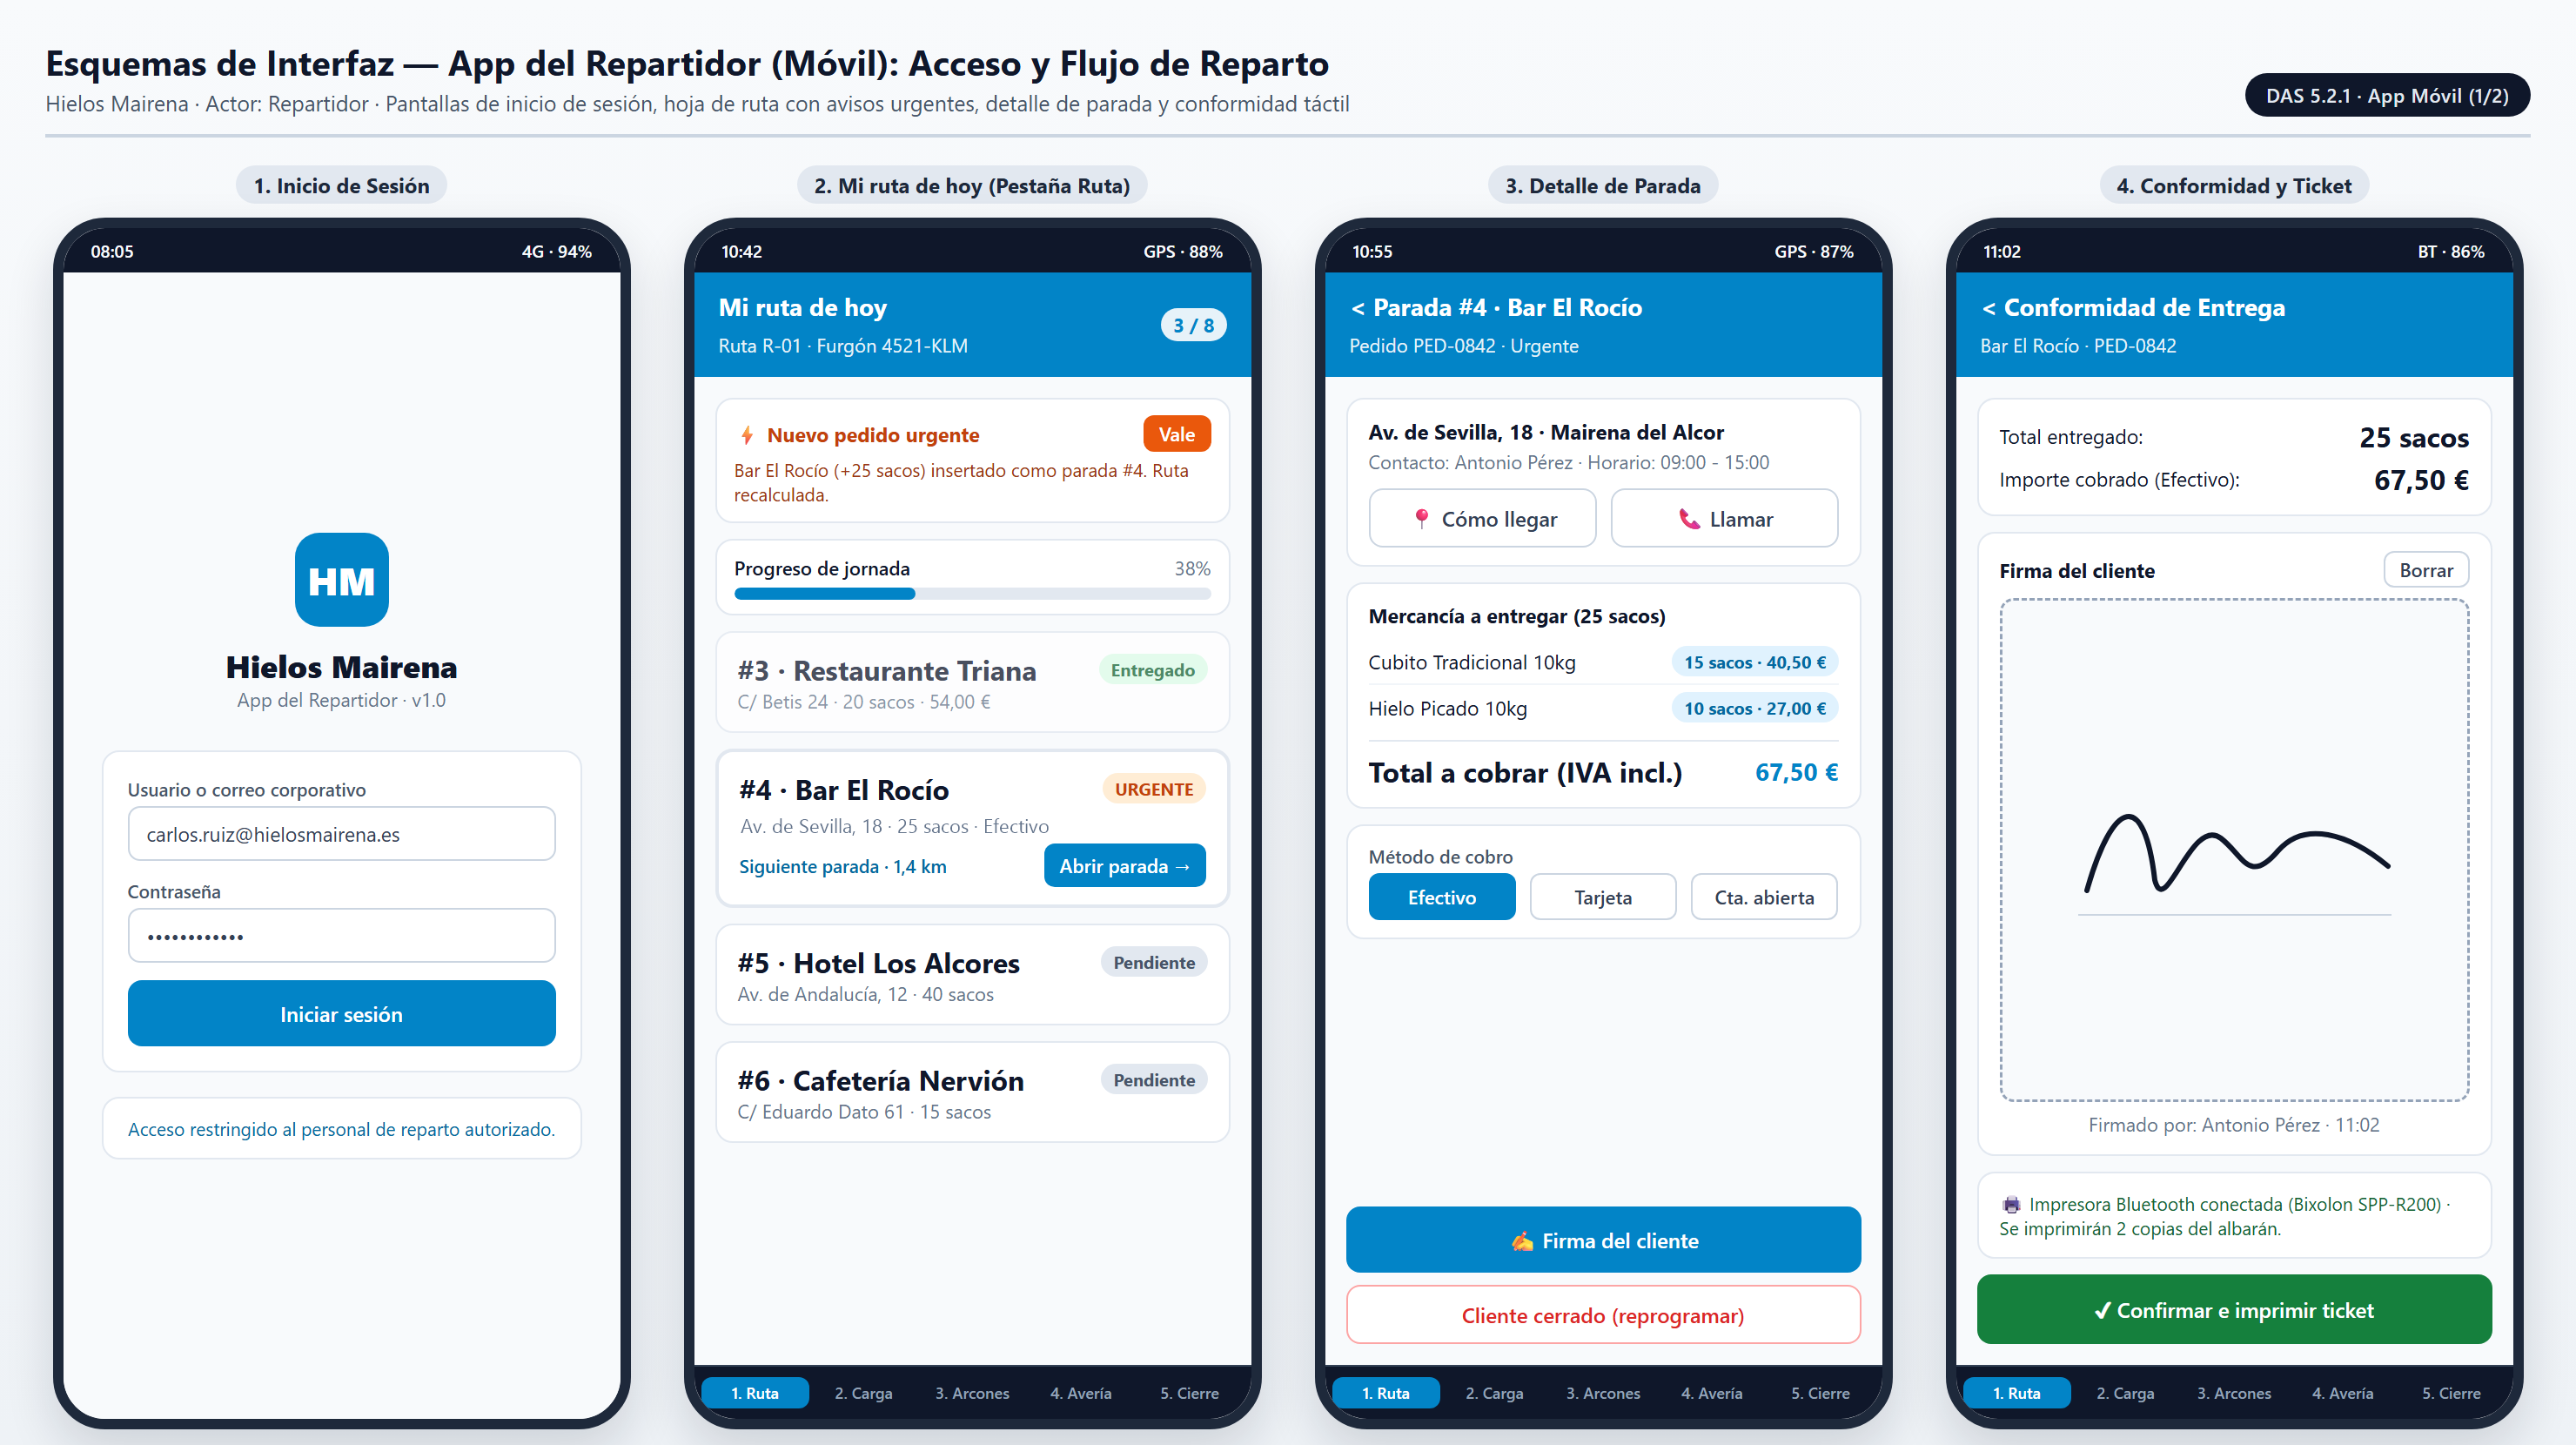 Esquemas de Interfaz — App del Repartidor (Móvil): Acceso y Flujo de Reparto
Hielos Mairena · Actor: Repartidor · Pantallas de inicio de sesión, hoja de ruta con avisos urgentes, detalle de parada y conformidad táctil
DAS 5.2.1 · App Móvil (1/2)
1. Inicio de Sesión
08:05
4G · 94%
HM
Hielos Mairena
App del Repartidor · v1.0
Usuario o correo corporativo
carlos.ruiz@hielosmairena.es
Contraseña
••••••••••••
Iniciar sesión
Acceso restringido al personal de reparto autorizado.
2. Mi ruta de hoy (Pestaña Ruta)
10:42
GPS · 88%
Mi ruta de hoy
Ruta R-01 · Furgón 4521-KLM
3 / 8
⚡ Nuevo pedido urgente
Vale
Bar El Rocío (+25 sacos) insertado como parada #4. Ruta
recalculada.
Progreso de jornada
38%
#3 · Restaurante Triana
Entregado
C/ Betis 24 · 20 sacos · 54,00 €
#4 · Bar El Rocío
URGENTE
Av. de Sevilla, 18 · 25 sacos · Efectivo
Siguiente parada · 1,4 km
Abrir parada →
#5 · Hotel Los Alcores
Pendiente
Av. de Andalucía, 12 · 40 sacos
#6 · Cafetería Nervión
Pendiente
C/ Eduardo Dato 61 · 15 sacos
1. Ruta
2. Carga
3. Arcones
4. Avería
5. Cierre
3. Detalle de Parada
10:55
GPS · 87%
< Parada #4 · Bar El Rocío
Pedido PED-0842 · Urgente
Av. de Sevilla, 18 · Mairena del Alcor
Contacto: Antonio Pérez · Horario: 09:00 - 15:00
📍 Cómo llegar
📞 Llamar
Mercancía a entregar (25 sacos)
Cubito Tradicional 10kg
15 sacos · 40,50 €
Hielo Picado 10kg
10 sacos · 27,00 €
Total a cobrar (IVA incl.)
67,50 €
Método de cobro
Efectivo
Tarjeta
Cta. abierta
✍ Firma del cliente
Cliente cerrado (reprogramar)
1. Ruta
2. Carga
3. Arcones
4. Avería
5. Cierre
4. Conformidad y Ticket
11:02
BT · 86%
< Conformidad de Entrega
Bar El Rocío · PED-0842
Total entregado:
25 sacos
Importe cobrado (Efectivo):
67,50 €
Firma del cliente
Borrar
Firmado por: Antonio Pérez · 11:02
🖨 Impresora Bluetooth conectada (Bixolon SPP-R200) ·
Se imprimirán 2 copias del albarán.
✔ Confirmar e imprimir ticket
1. Ruta
2. Carga
3. Arcones
4. Avería
5. Cierre